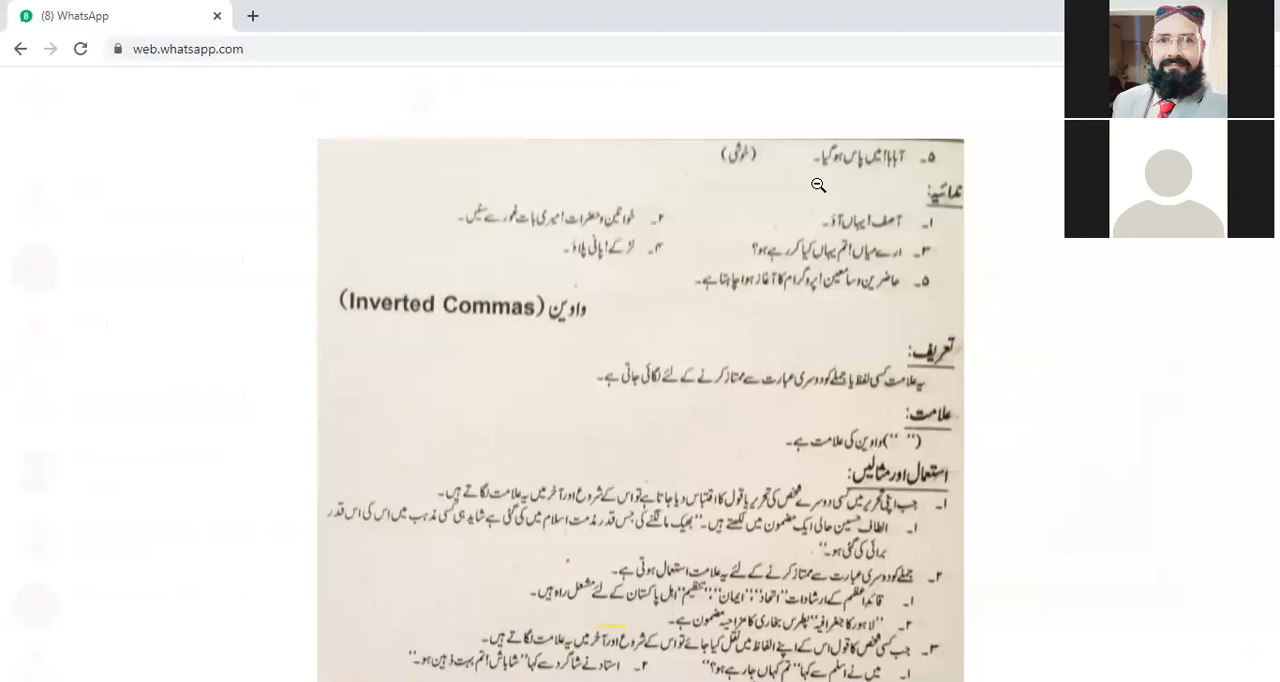 (8) WhatsApp
web.whatsapp.com
۵۔ آہاہا! میں پاس ہوگیا۔ (خوشی)
ندائیہ:
۱۔ آصف! یہاں آؤ۔ ۲۔ خواتین وحضرات! میری بات غور سے سنیں۔
۳۔ ارے میاں! تم یہاں کیا کر رہے ہو؟ ۴۔ لڑکے! پانی پلاؤ۔
۵۔ حاضرین وسامعین! پروگرام کا آغاز ہوا چاہتا ہے۔
واوین (Inverted Commas)
تعریف:
یہ علامت کسی لفظ یا جملے کو دوسری عبارت سے ممتاز کرنے کے لئے لگائی جاتی ہے۔
علامت:
(" ") واوین کی علامت ہے۔
استعمال اور مثالیں:
۱۔ جب اپنی تحریر میں کسی دوسرے شخص کی تحریر یا قول کا اقتباس دیا جاتا ہے تو اس کے شروع اور آخر میں یہ علامت لگاتے ہیں۔
۱۔ الطاف حسین حالی ایک مضمون میں لکھتے ہیں۔ "بھیک مانگنے کی جس قدر مذمت اسلام میں کی گئی ہے شاید ہی کسی مذہب میں اس کی اس قدر
برائی کی گئی ہو۔"
۲۔ جملے کو دوسری عبارت سے ممتاز کرنے کے لئے یہ علامت استعمال ہوتی ہے۔
۱۔ قائداعظم کے ارشادات "اتحاد"، "ایمان"، "تنظیم" اہل پاکستان کے لئے مشعل راہ ہیں۔
۲۔ "لاہور کا جغرافیہ" پطرس بخاری کا مزاحیہ مضمون ہے۔
۳۔ جب کسی شخص کا قول اس کے اپنے الفاظ میں نقل کیا جائے تو اس کے شروع اور آخر میں یہ علامت لگاتے ہیں۔
۱۔ میں نے اسلم سے کہا "تم کہاں جا رہے ہو؟" ۲۔ استاد نے شاگرد سے کہا "شاباش! تم بہت ذہین ہو۔"